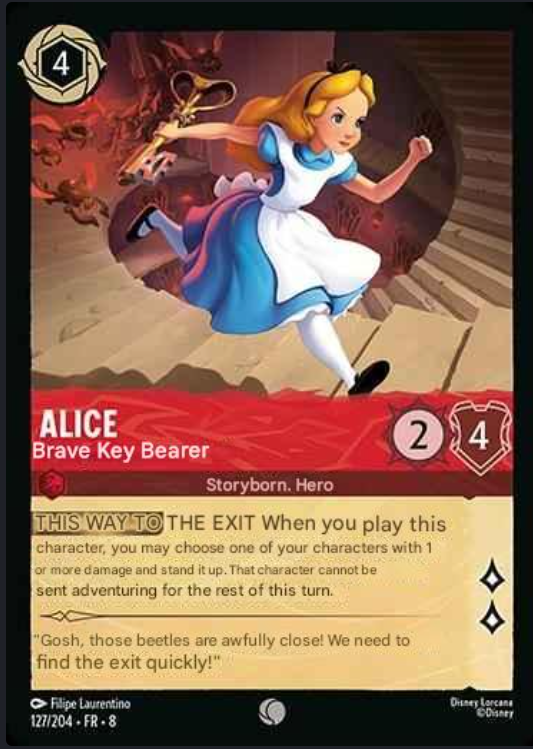 4
ALICE
Brave Key Bearer
2
4
Storyborn. Hero
THIS WAY TO THE EXIT When you play this
character, you may choose one of your characters with 1
or more damage and stand it up. That character cannot be
sent adventuring for the rest of this turn.
"Gosh, those beetles are awfully close! We need to
find the exit quickly!"
Filipe Laurentino
127/204 • FR • 8
Disney Lorcana
©Disney